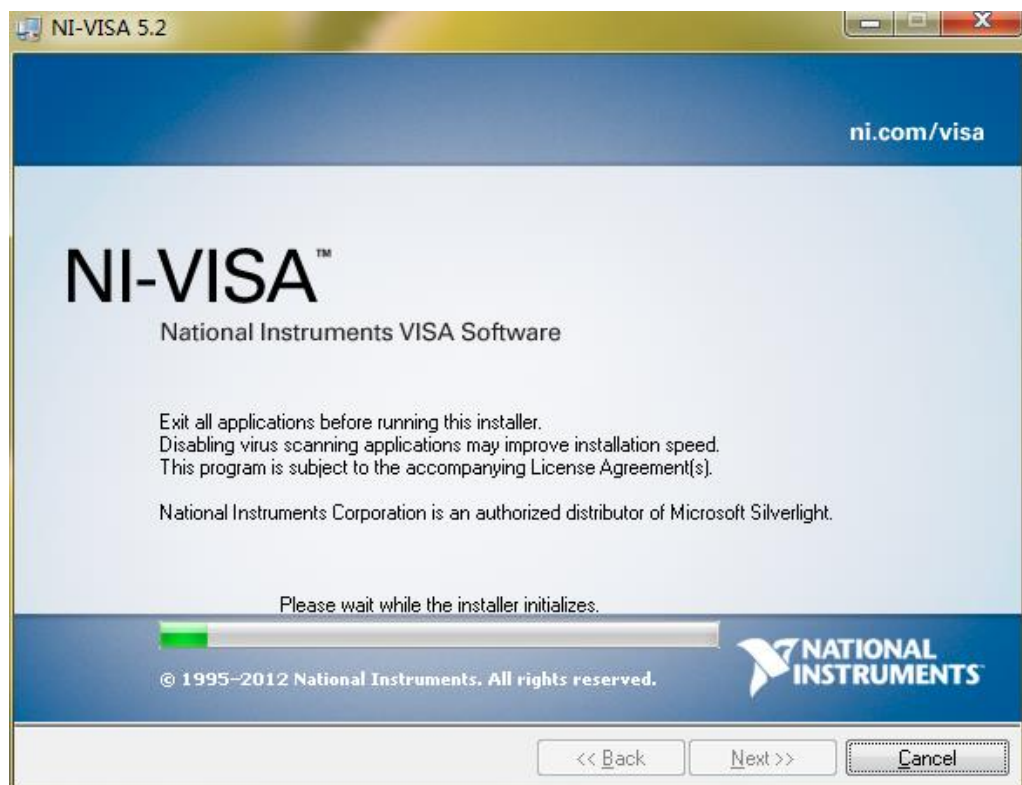 NI-VISA 5.2
ni.com/visa
NI-VISA™
National Instruments VISA Software
Exit all applications before running this installer.
Disabling virus scanning applications may improve installation speed.
This program is subject to the accompanying License Agreement(s).
National Instruments Corporation is an authorized distributor of Microsoft Silverlight.
Please wait while the installer initializes.
© 1995–2012 National Instruments. All rights reserved.
NATIONAL
INSTRUMENTS™
<< Back
Next >>
Cancel